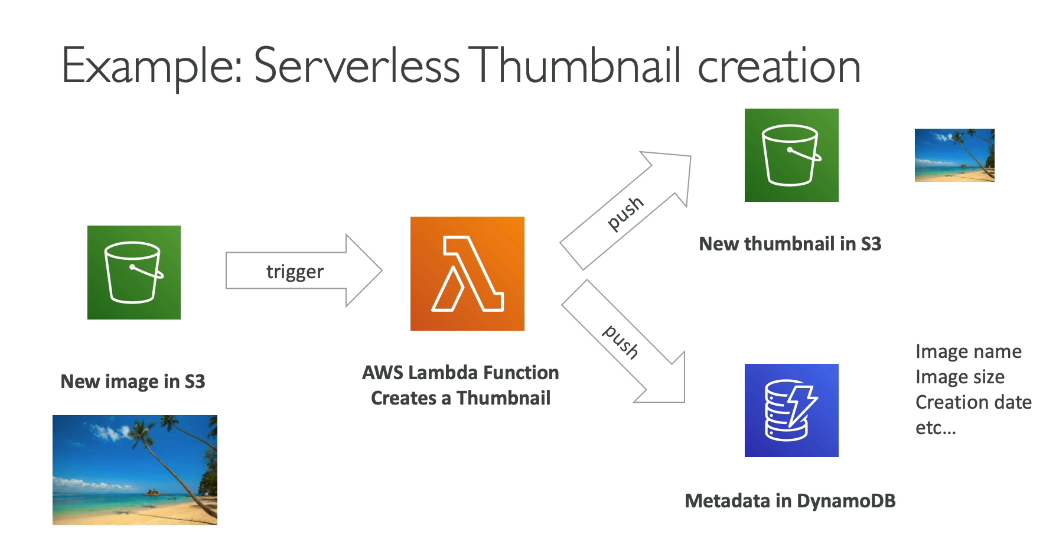 Example: Serverless Thumbnail creation
trigger
push
push
New image in S3
AWS Lambda Function
Creates a Thumbnail
New thumbnail in S3
Image name
Image size
Creation date
etc...
Metadata in DynamoDB